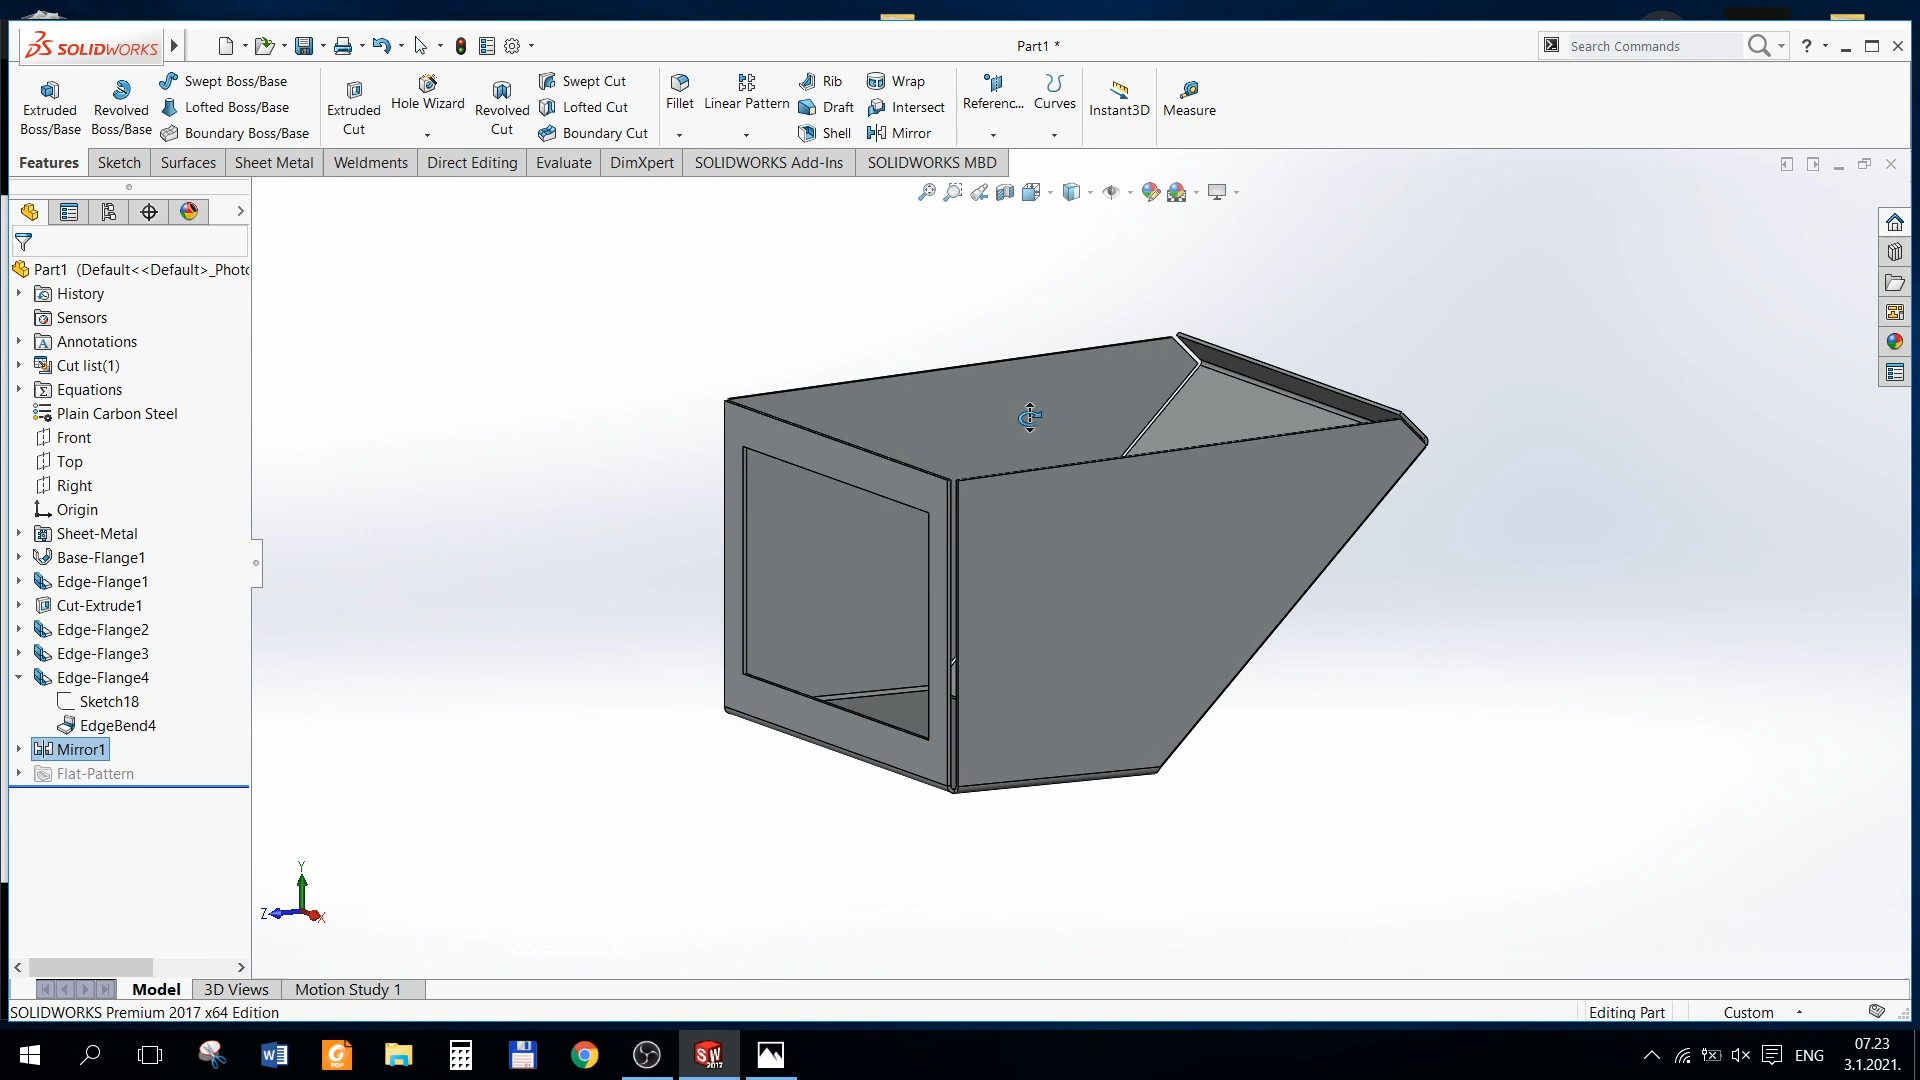 SOLIDWORKS
Part1 *
Search Commands
?
Extruded Boss/Base
Revolved Boss/Base
Swept Boss/Base
Lofted Boss/Base
Boundary Boss/Base
Extruded Cut
Hole Wizard
Revolved Cut
Swept Cut
Lofted Cut
Boundary Cut
Fillet
Linear Pattern
Rib
Draft
Shell
Wrap
Intersect
Mirror
Referenc...
Curves
Instant3D
Measure
Features
Sketch
Surfaces
Sheet Metal
Weldments
Direct Editing
Evaluate
DimXpert
SOLIDWORKS Add-Ins
SOLIDWORKS MBD
Part1 (Default<<Default>_Phot
History
Sensors
Annotations
Cut list(1)
Equations
Plain Carbon Steel
Front
Top
Right
Origin
Sheet-Metal
Base-Flange1
Edge-Flange1
Cut-Extrude1
Edge-Flange2
Edge-Flange3
Edge-Flange4
Sketch18
EdgeBend4
Mirror1
Flat-Pattern
Y
Z
X
Model
3D Views
Motion Study 1
SOLIDWORKS Premium 2017 x64 Edition
Editing Part
Custom
SW
2017
ENG
07.23
3.1.2021.